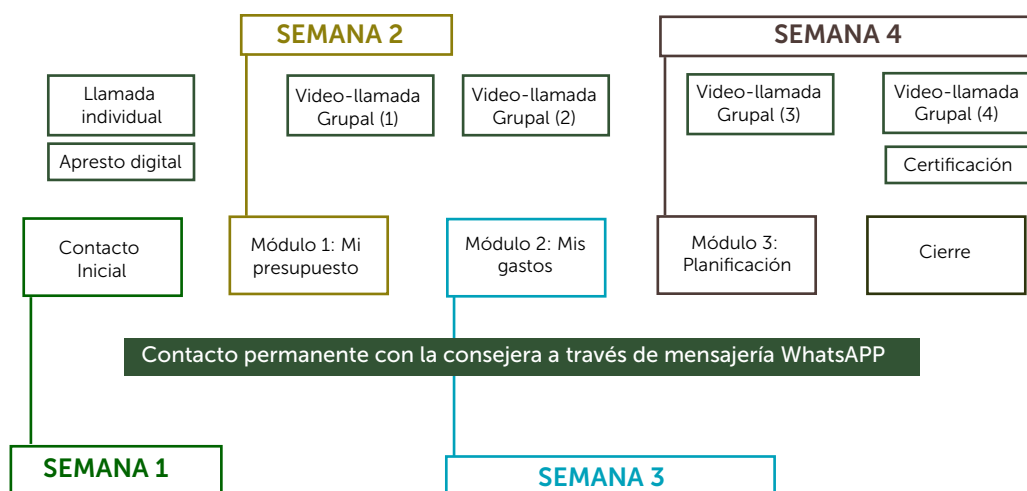 SEMANA 2
SEMANA 4
Llamada
individual
Apresto digital
Video-llamada
Grupal (1)
Video-llamada
Grupal (2)
Video-llamada
Grupal (3)
Video-llamada
Grupal (4)
Certificación
Contacto
Inicial
Módulo 1: Mi
presupuesto
Módulo 2: Mis
gastos
Módulo 3:
Planificación
Cierre
Contacto permanente con la consejera a través de mensajería WhatsAPP
SEMANA 1
SEMANA 3